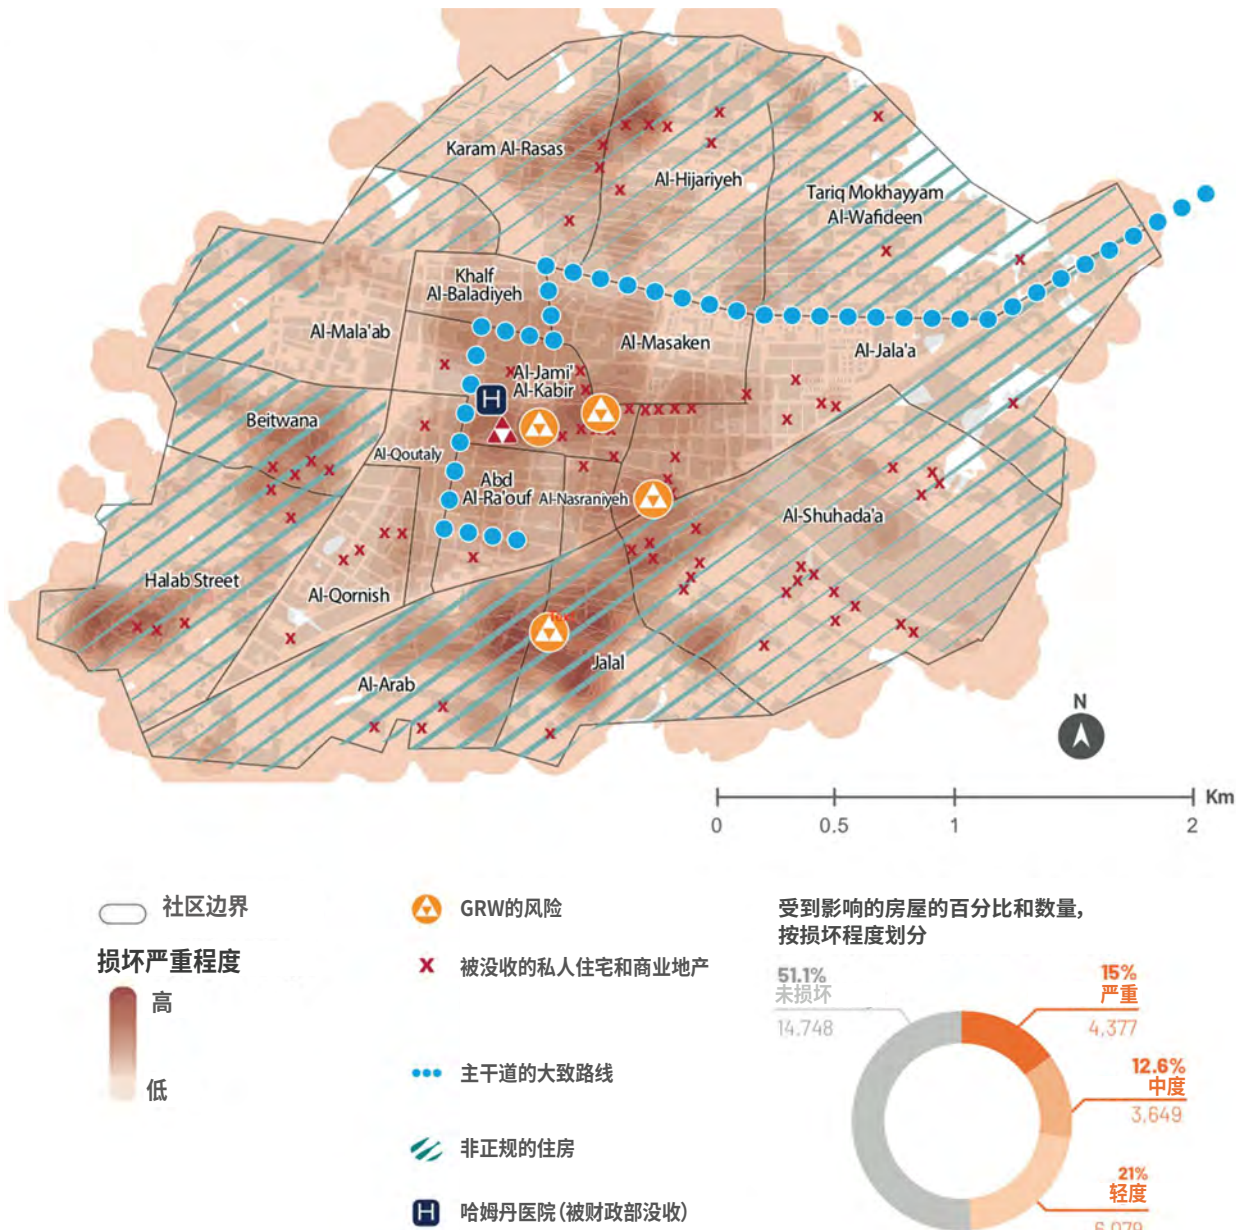 Karam Al-Rasas
Al-Hijariyeh
Tariq Mokhayyam
Al-Wafideen
Khalf
Al-Baladiyeh
Al-Mala'ab
Al-Masaken
Al-Jala'a
Al-Jami'
Al-Kabir
H
Beitwana
Al-Qoutaly
Abd
Al-Ra'ouf
Al-Nasraniyeh
Al-Shuhada'a
Halab Street
Al-Qornish
Jalal
Al-Arab
N
Km
0 0.5 1 2
社区边界
损坏严重程度
高
低
GRW的风险
x 被没收的私人住宅和商业地产
主干道的大致路线
非正规的住房
H 哈姆丹医院(被财政部没收)
受到影响的房屋的百分比和数量,
按损坏程度划分
51.1%
未损坏
14.748
15%
严重
4,377
12.6%
中度
3,649
21%
轻度
6,079